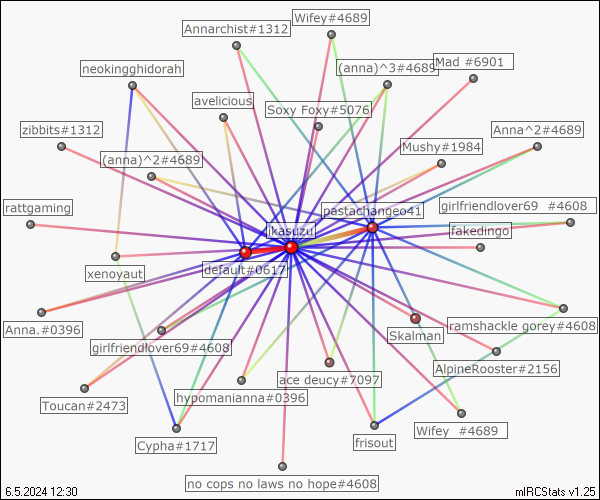 Wifey#4689
Annarchist#1312
Mad #6901
neokingghidorah
(anna)^3#4689
avelicious
Soxy Foxy#5076
zibbits#1312
Anna^2#4689
Mushy#1984
(anna)^2#4689
rattgaming
pastachangeo41
girlfriendlover69 #4608
ikasuzu
fakedingo
xenoyaut
default#0617
Anna.#0396
ramshackle gorey#4608
Skalman
girlfriendlover69#4608
AlpineRooster#2156
ace deucy#7097
Toucan#2473
hypomanianna#0396
Wifey #4689
Cypha#1717
frisout
no cops no laws no hope#4608
6.5.2024 12:30
mIRCStats v1.25